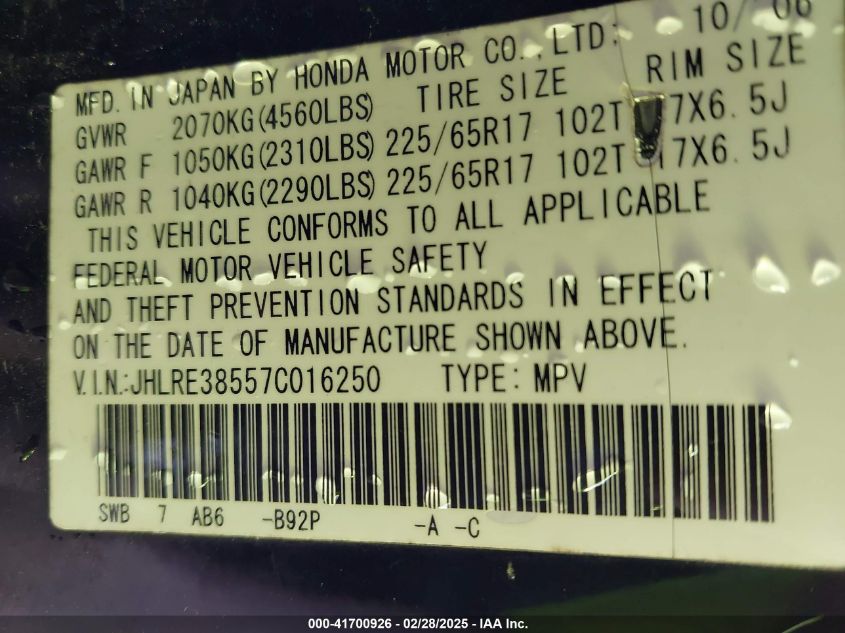 MFD. IN JAPAN BY HONDA MOTOR CO., LTD: 10/ 06
GVWR 2070KG(4560LBS) TIRE SIZE RIM SIZE
GAWR F 1050KG(2310LBS) 225/65R17 102T 17X6.5J
GAWR R 1040KG(2290LBS) 225/65R17 102T 17X6.5J
THIS VEHICLE CONFORMS TO ALL APPLICABLE
FEDERAL MOTOR VEHICLE SAFETY
AND THEFT PREVENTION STANDARDS IN EFFECT
ON THE DATE OF MANUFACTURE SHOWN ABOVE.
V.I.N.:JHLRE38557C016250 TYPE: MPV
SWB 7 AB6 -B92P -A -C
000-41700926 - 02/28/2025 - IAA Inc.